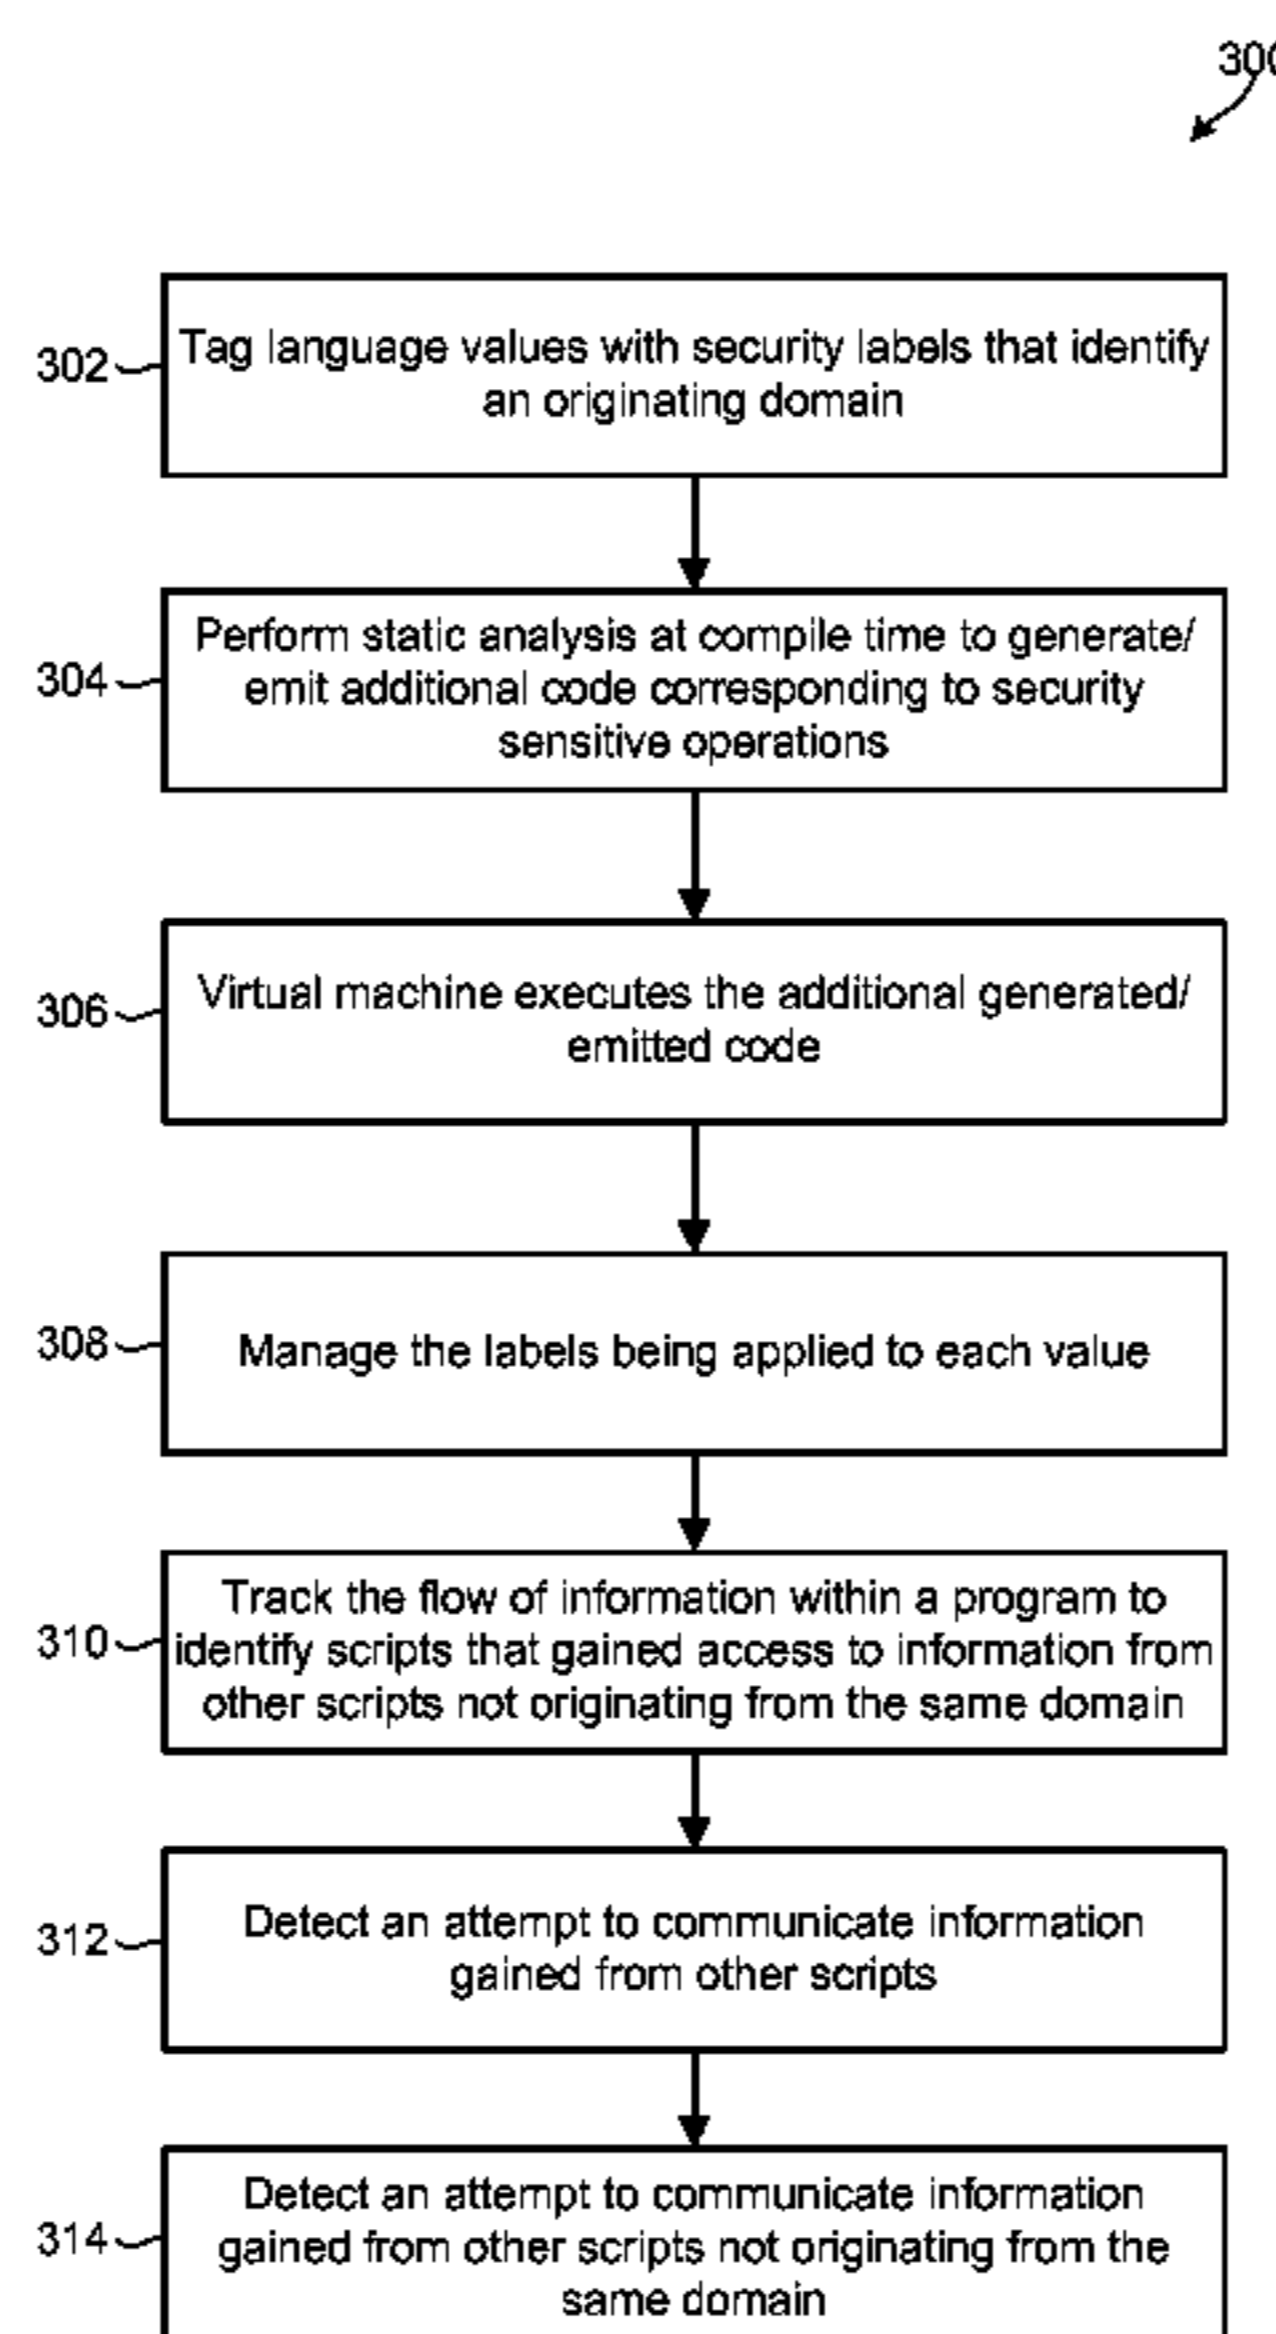 300
302
Tag language values with security labels that identify
an originating domain
304
Perform static analysis at compile time to generate/
emit additional code corresponding to security
sensitive operations
306
Virtual machine executes the additional generated/
emitted code
308
Manage the labels being applied to each value
310
Track the flow of information within a program to
identify scripts that gained access to information from
other scripts not originating from the same domain
312
Detect an attempt to communicate information
gained from other scripts
314
Detect an attempt to communicate information
gained from other scripts not originating from the
same domain